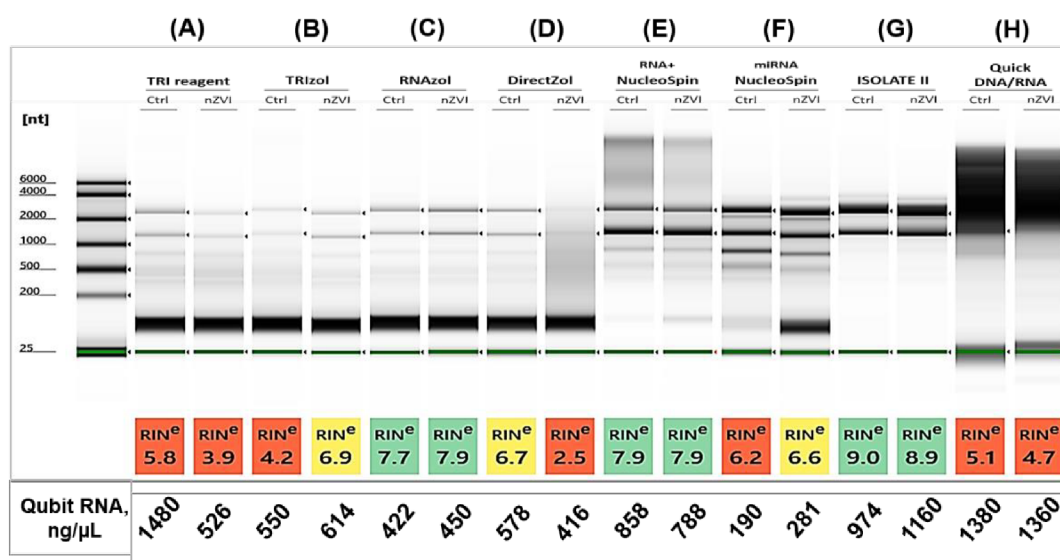 (A) (B) (C) (D) (E) (F) (G) (H)
TRI reagent TRIzol RNAzol DirectZol RNA+ NucleoSpin miRNA NucleoSpin ISOLATE II Quick DNA/RNA
Ctrl nZVI Ctrl nZVI Ctrl nZVI Ctrl nZVI Ctrl nZVI Ctrl nZVI Ctrl nZVI Ctrl nZVI
[nt]
6000
4000
2000
1000
500
200
25
RINe RINe RINe RINe RINe RINe RINe RINe RINe RINe RINe RINe RINe RINe RINe RINe
5.8 3.9 4.2 6.9 7.7 7.9 6.7 2.5 7.9 7.9 6.2 6.6 9.0 8.9 5.1 4.7
Qubit RNA, ng/µL 1480 526 550 614 422 450 578 416 858 788 190 281 974 1160 1380 1360